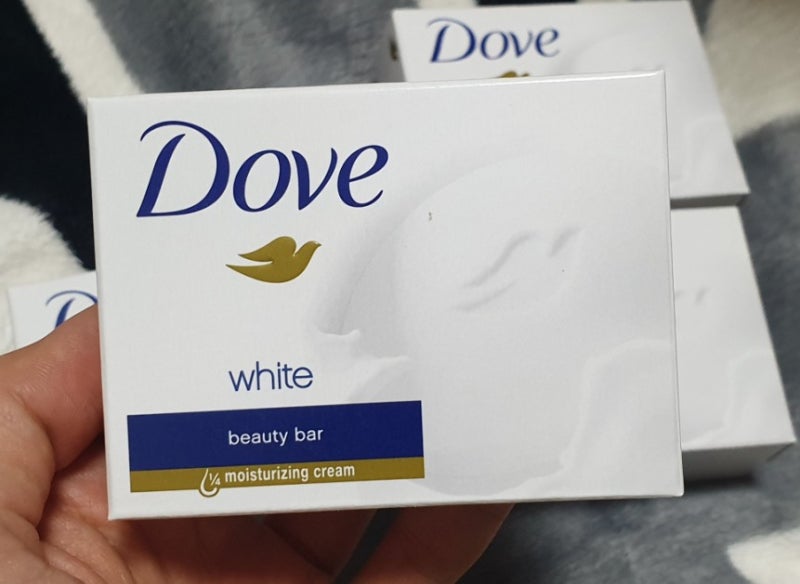 Dove
Dove
white
beauty bar
¼ moisturizing cream